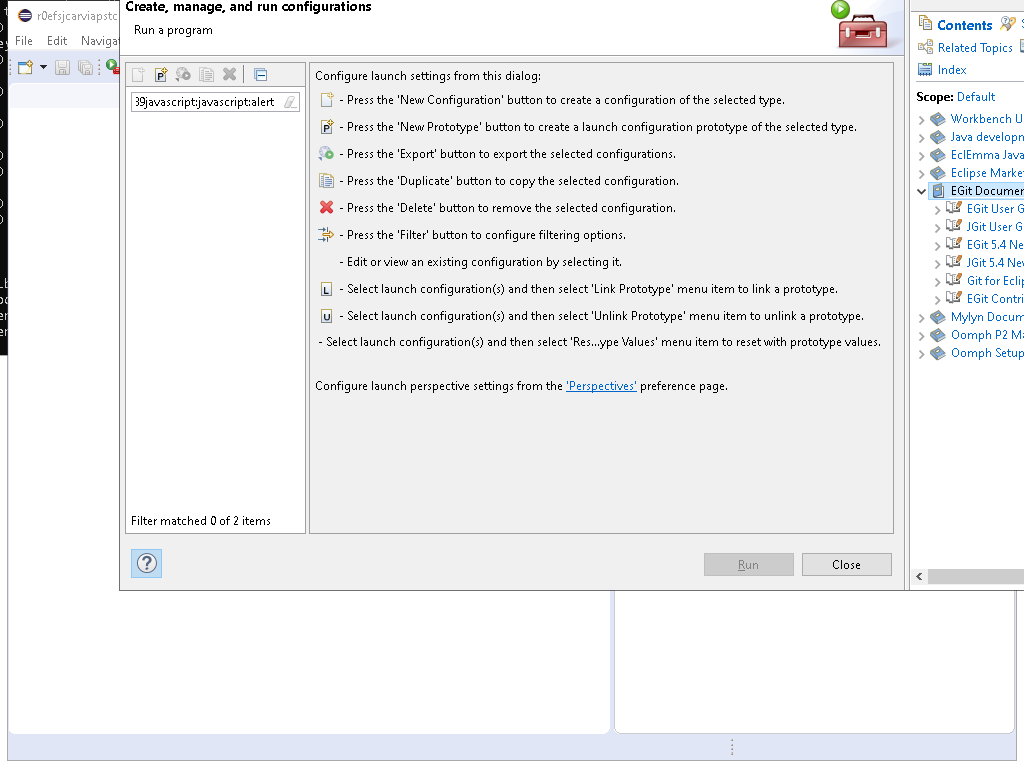 Create, manage, and run configurations
Run a program
r0efsjcarviapstc
File Edit Navigat
39javascript:javascript:alert
Filter matched 0 of 2 items
Configure launch settings from this dialog:
- Press the 'New Configuration' button to create a configuration of the selected type.
- Press the 'New Prototype' button to create a launch configuration prototype of the selected type.
- Press the 'Export' button to export the selected configurations.
- Press the 'Duplicate' button to copy the selected configuration.
- Press the 'Delete' button to remove the selected configuration.
- Press the 'Filter' button to configure filtering options.
- Edit or view an existing configuration by selecting it.
L - Select launch configuration(s) and then select 'Link Prototype' menu item to link a prototype.
U - Select launch configuration(s) and then select 'Unlink Prototype' menu item to unlink a prototype.
- Select launch configuration(s) and then select 'Res...ype Values' menu item to reset with prototype values.
Configure launch perspective settings from the 'Perspectives' preference page.
?
Run
Close
Contents
Related Topics
Index
Scope: Default
Workbench U
Java developn
EclEmma Java
Eclipse Marke
EGit Documer
EGit User G
JGit User G
EGit 5.4 Ne
JGit 5.4 Nev
Git for Eclip
EGit Contri
Mylyn Docum
Oomph P2 Ma
Oomph Setup